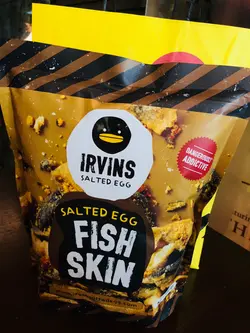 IRVINS
SALTED EGG
DANGEROUSLY
ADDICTIVE
SALTED EGG
FISH
SKIN